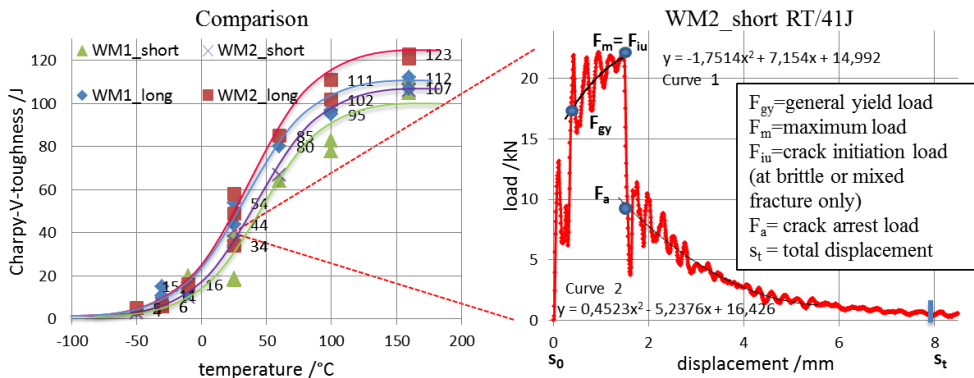 Comparison
WM1_short
WM2_short
WM1_long
WM2_long
Charpy-V-toughness /J
140
120
100
80
60
40
20
0
123
112
111
107
102
95
85
80
54
44
34
15
16
6
4
-100
-50
0
50
100
150
200
temperature /°C
WM2_short RT/41J
Fm= Fiu
y = -1,7514x² + 7,154x + 14,992
Curve 1
Fgy
Fa
Curve 2
y = 0,4523x² - 5,2376x + 16,426
load /kN
20
15
10
5
0
0
2
4
6
8
s0
displacement /mm
st
Fgy=general yield load
Fm=maximum load
Fiu=crack initiation load
(at brittle or mixed
fracture only)
Fa= crack arrest load
st = total displacement